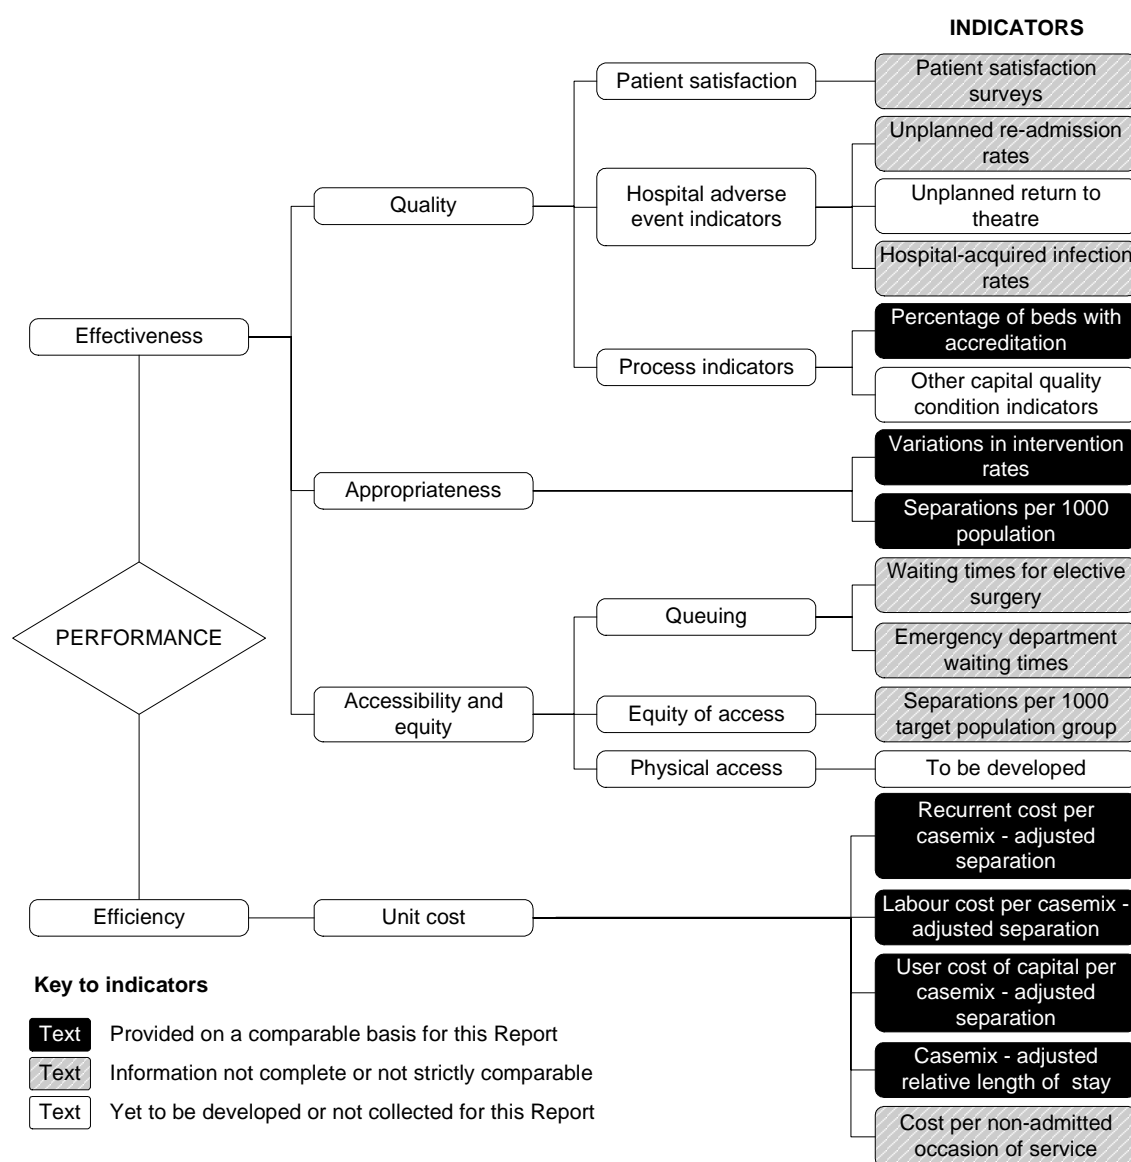 INDICATORS
Patient satisfaction
Patient satisfaction
surveys
Unplanned re-admission
rates
Quality
Hospital adverse
event indicators
Unplanned return to
theatre
Hospital-acquired infection
rates
Effectiveness
Process indicators
Percentage of beds with
accreditation
Other capital quality
condition indicators
Appropriateness
Variations in intervention
rates
Separations per 1000
population
PERFORMANCE
Queuing
Waiting times for elective
surgery
Emergency department
waiting times
Accessibility and
equity
Equity of access
Separations per 1000
target population group
Physical access
To be developed
Recurrent cost per
casemix - adjusted
separation
Efficiency
Unit cost
Labour cost per casemix -
adjusted separation
User cost of capital per
casemix - adjusted
separation
Casemix - adjusted
relative length of stay
Cost per non-admitted
occasion of service
Key to indicators
Text Provided on a comparable basis for this Report
Text Information not complete or not strictly comparable
Text Yet to be developed or not collected for this Report